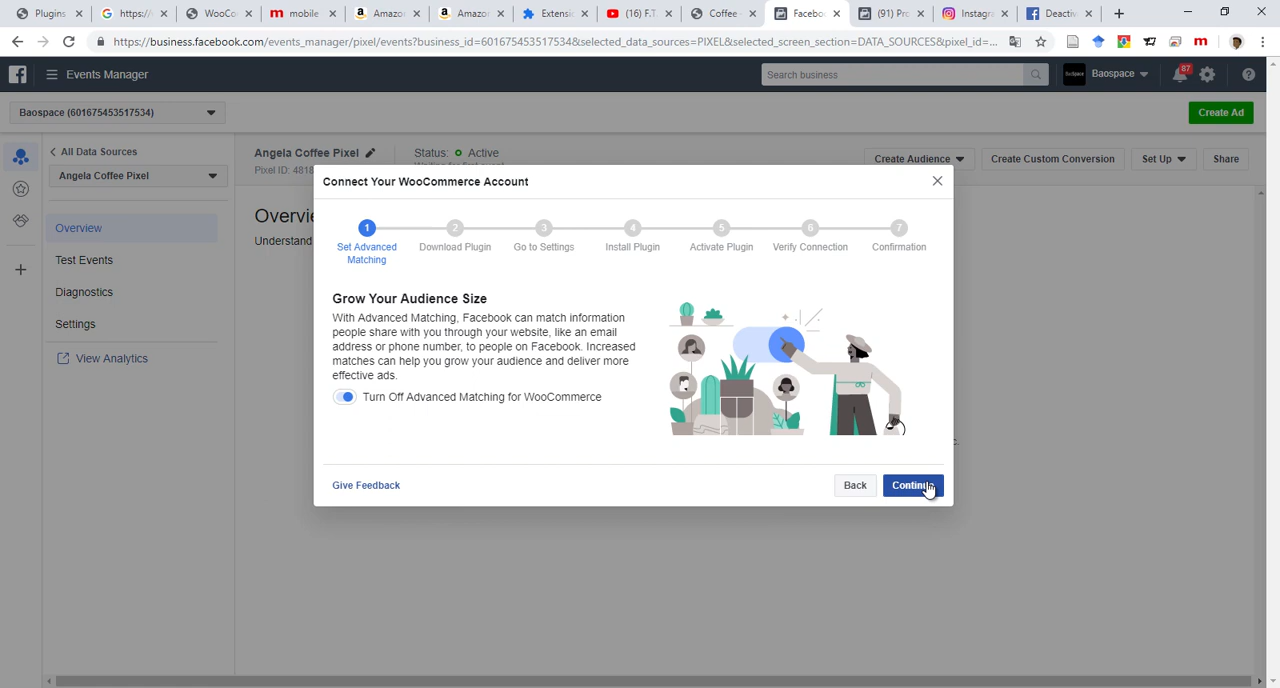 Plugins
https:/
WooCo
mobile
Amazo
Amazo
Extensio
(16) F.T
Coffee
Facebo
(91) Pr
Instagra
Deactiv
https://business.facebook.com/events_manager/pixel/events?business_id=601675453517534&selected_data_sources=PIXEL&selected_screen_section=DATA_SOURCES&pixel_id=...
Events Manager
Search business
Baospace
87
Baospace (601675453517534)
Create Ad
All Data Sources
Angela Coffee Pixel
Status: Active
Create Audience
Create Custom Conversion
Set Up
Share
Angela Coffee Pixel
Pixel ID: 4818
Connect Your WooCommerce Account
Overview
Test Events
Diagnostics
Settings
View Analytics
Overvi
Understand
1 2 3 4 5 6 7
Set Advanced Matching
Download Plugin
Go to Settings
Install Plugin
Activate Plugin
Verify Connection
Confirmation
Grow Your Audience Size
With Advanced Matching, Facebook can match information
people share with you through your website, like an email
address or phone number, to people on Facebook. Increased
matches can help you grow your audience and deliver more
effective ads.
Turn Off Advanced Matching for WooCommerce
Give Feedback
Back
Continue